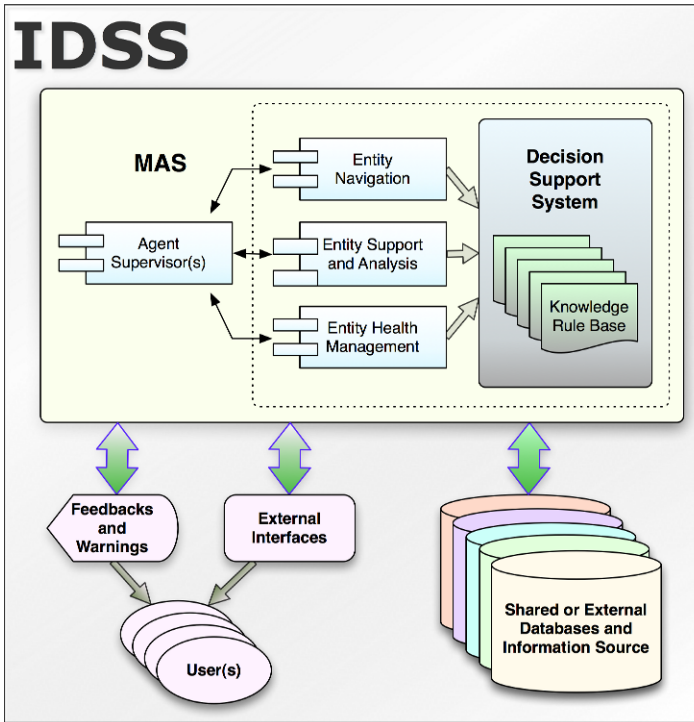 IDSS
MAS
Agent
Supervisor(s)
Entity
Navigation
Entity Support
and Analysis
Entity Health
Management
Decision
Support
System
Knowledge
Rule Base
Feedbacks
and
Warnings
External
Interfaces
User(s)
Shared or External
Databases and
Information Source